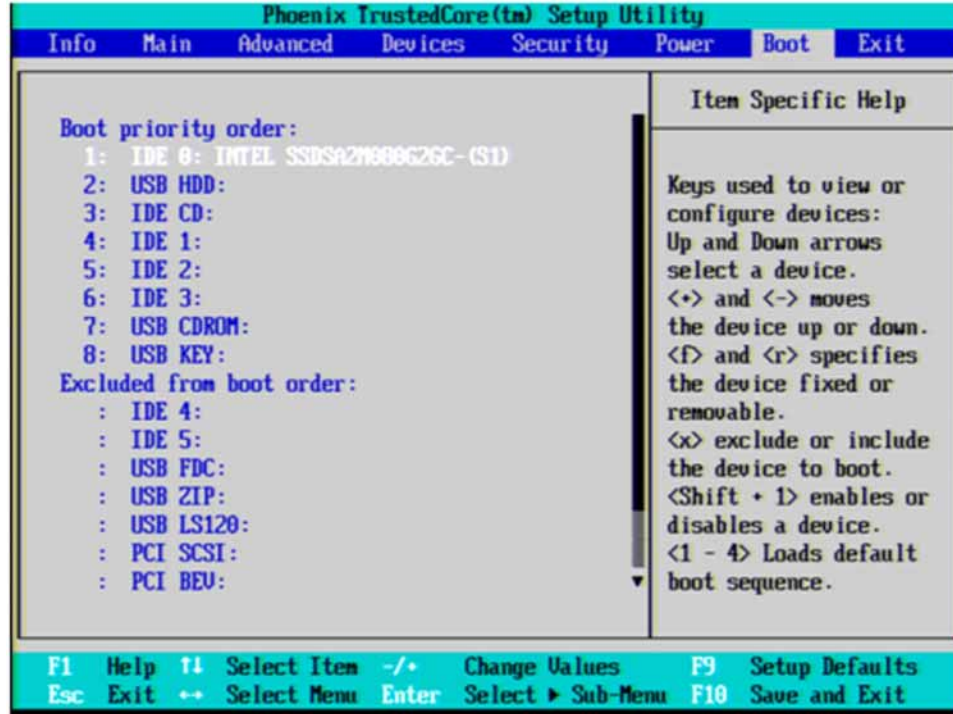 Phoenix TrustedCore(tm) Setup Utility
Info Main Advanced Devices Security Power Boot Exit
Boot priority order:
1: IDE 0: INTEL SSDSA2M080G2GC-(S1)
2: USB HDD:
3: IDE CD:
4: IDE 1:
5: IDE 2:
6: IDE 3:
7: USB CDROM:
8: USB KEY:
Excluded from boot order:
: IDE 4:
: IDE 5:
: USB FDC:
: USB ZIP:
: USB LS120:
: PCI SCSI:
: PCI BEV:
Item Specific Help
Keys used to view or
configure devices:
Up and Down arrows
select a device.
<+> and <-> moves
the device up or down.
<f> and <r> specifies
the device fixed or
removable.
<x> exclude or include
the device to boot.
<Shift + 1> enables or
disables a device.
<1 - 4> Loads default
boot sequence.
F1 Help ↑↓ Select Item -/+ Change Values F9 Setup Defaults
Esc Exit ↔ Select Menu Enter Select ▶ Sub-Menu F10 Save and Exit